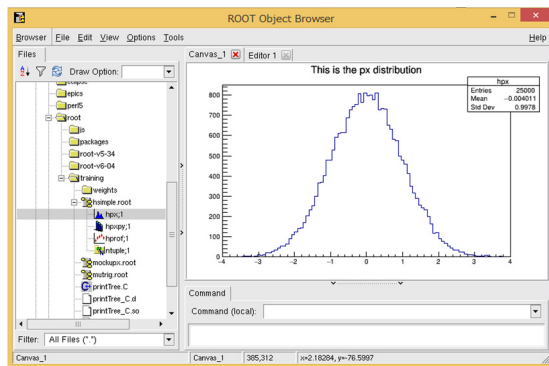 ROOT Object Browser
Browser File Edit View Options Tools Help
Files
Draw Option:
epics
perl5
root
js
packages
root-v5-34
root-v6-04
training
weights
hsimple.root
hpx;1
hpxpy;1
hprof;1
ntuple;1
mockupx.root
mutrig.root
printTree.C
printTree_C.d
printTree_C.so
Filter: All Files (*.*)
Canvas_1 Editor 1
This is the px distribution
hpx
Entries 25000
Mean -0.004011
Std Dev 0.9978
800
700
600
500
400
300
200
100
0
-4 -3 -2 -1 0 1 2 3 4
Command
Command (local):
Canvas_1 Canvas_1 385,312 x=2.18284, y=-76.5997